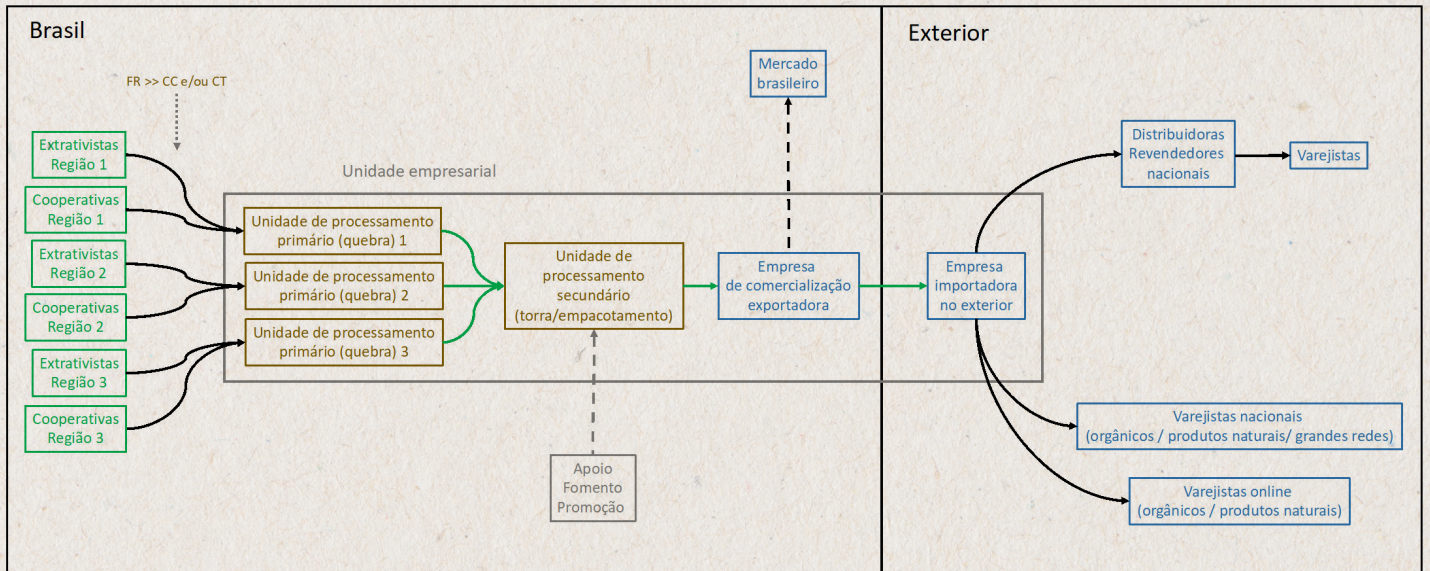 Brasil
Exterior
FR >> CC e/ou CT
Mercado
brasileiro
Extrativistas
Região 1
Cooperativas
Região 1
Extrativistas
Região 2
Cooperativas
Região 2
Extrativistas
Região 3
Cooperativas
Região 3
Unidade empresarial
Unidade de processamento
primário (quebra) 1
Unidade de processamento
primário (quebra) 2
Unidade de processamento
primário (quebra) 3
Unidade de
processamento
secundário
(torra/empacotamento)
Apoio
Fomento
Promoção
Empresa
de comercialização
exportadora
Empresa
importadora
no exterior
Distribuidoras
Revendedores
nacionais
Varejistas
Varejistas nacionais
(orgânicos / produtos naturais/ grandes redes)
Varejistas online
(orgânicos / produtos naturais)